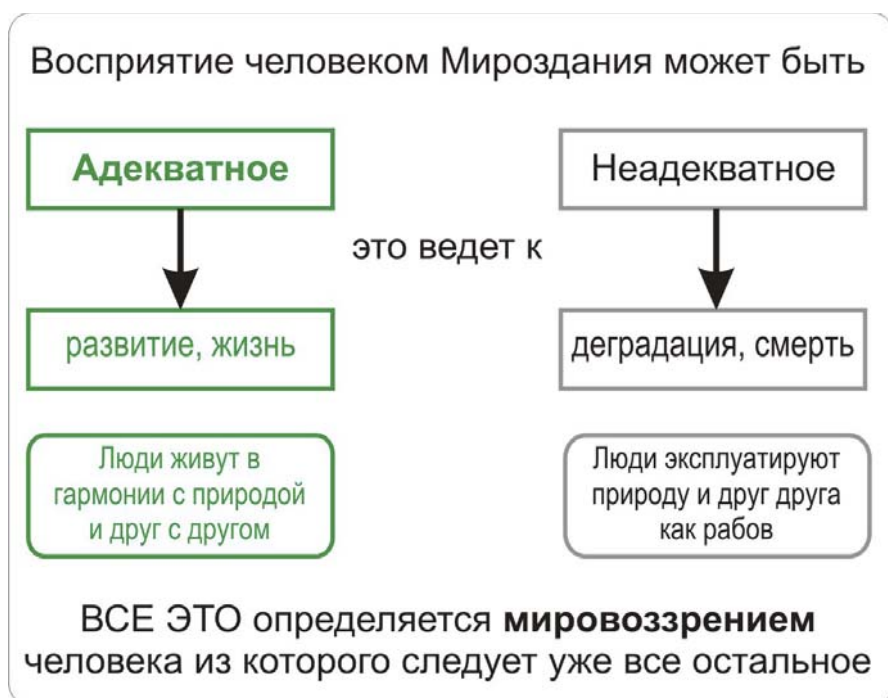 Восприятие человеком Мироздания может быть
Адекватное
Неадекватное
это ведет к
развитие, жизнь
деградация, смерть
Люди живут в
гармонии с природой
и друг с другом
Люди эксплуатируют
природу и друг друга
как рабов
ВСЕ ЭТО определяется мировоззрением
человека из которого следует уже все остальное